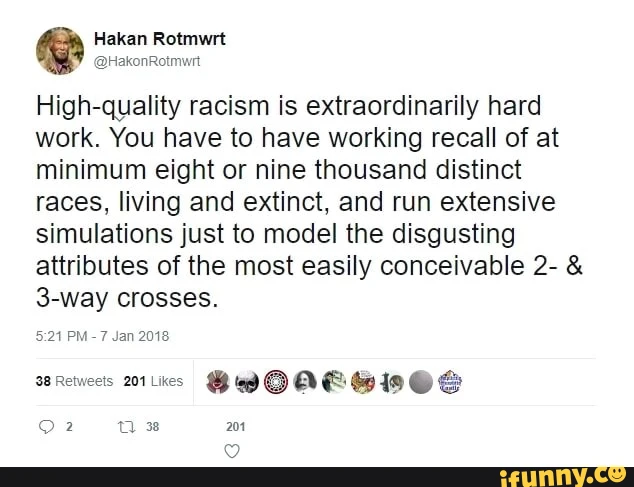 Hakan Rotmwrt
@HakonRotmwrt
High-quality racism is extraordinarily hard
work. You have to have working recall of at
minimum eight or nine thousand distinct
races, living and extinct, and run extensive
simulations just to model the disgusting
attributes of the most easily conceivable 2- &
3-way crosses.
5:21 PM - 7 Jan 2018
38 Retweets 201 Likes
2 38 201
ifunny.co